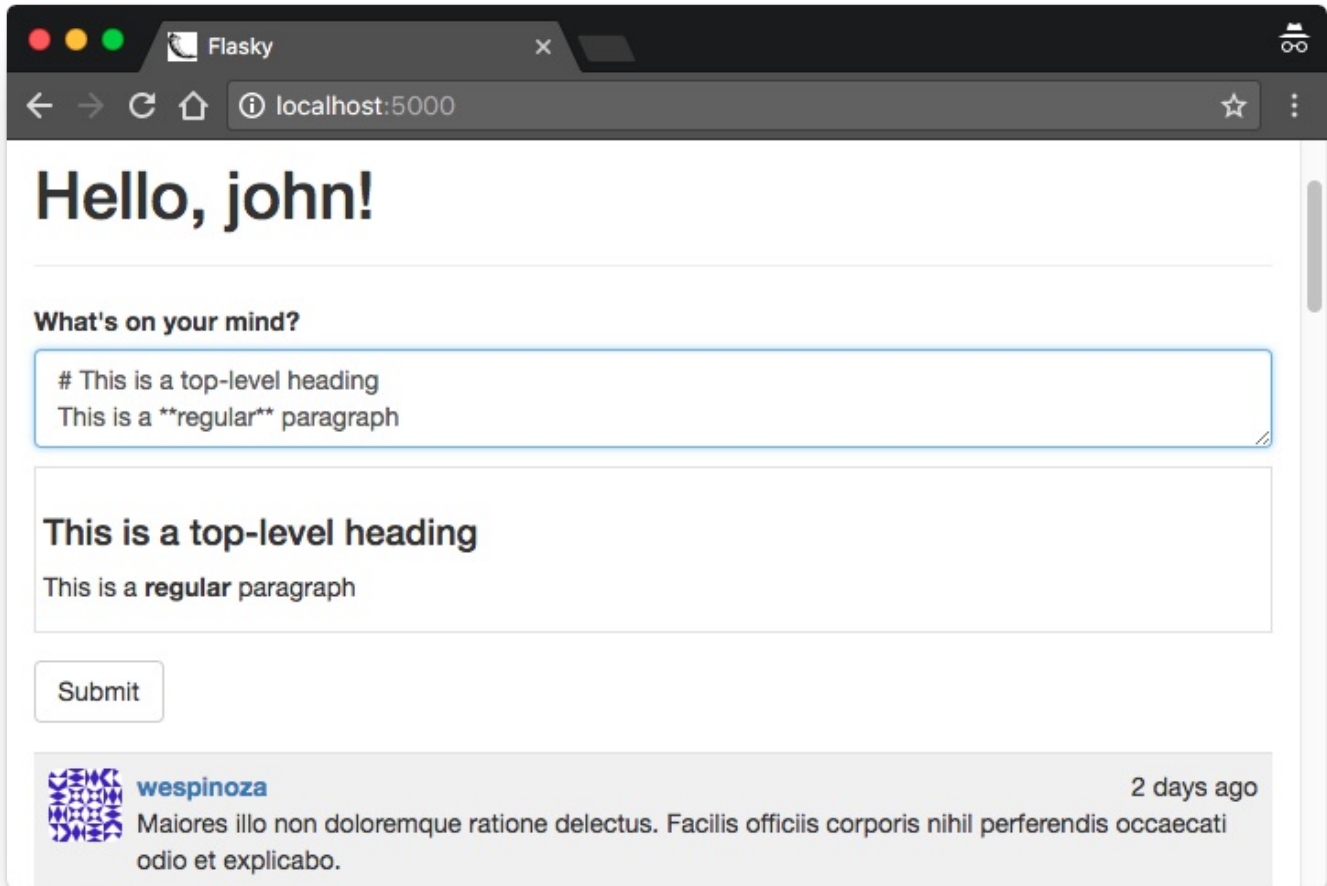 Flasky
localhost:5000
Hello, john!
What's on your mind?
# This is a top-level heading
This is a **regular** paragraph
This is a top-level heading
This is a regular paragraph
Submit
wespinoza 2 days ago
Maiores illo non doloremque ratione delectus. Facilis officiis corporis nihil perferendis occaecati
odio et explicabo.